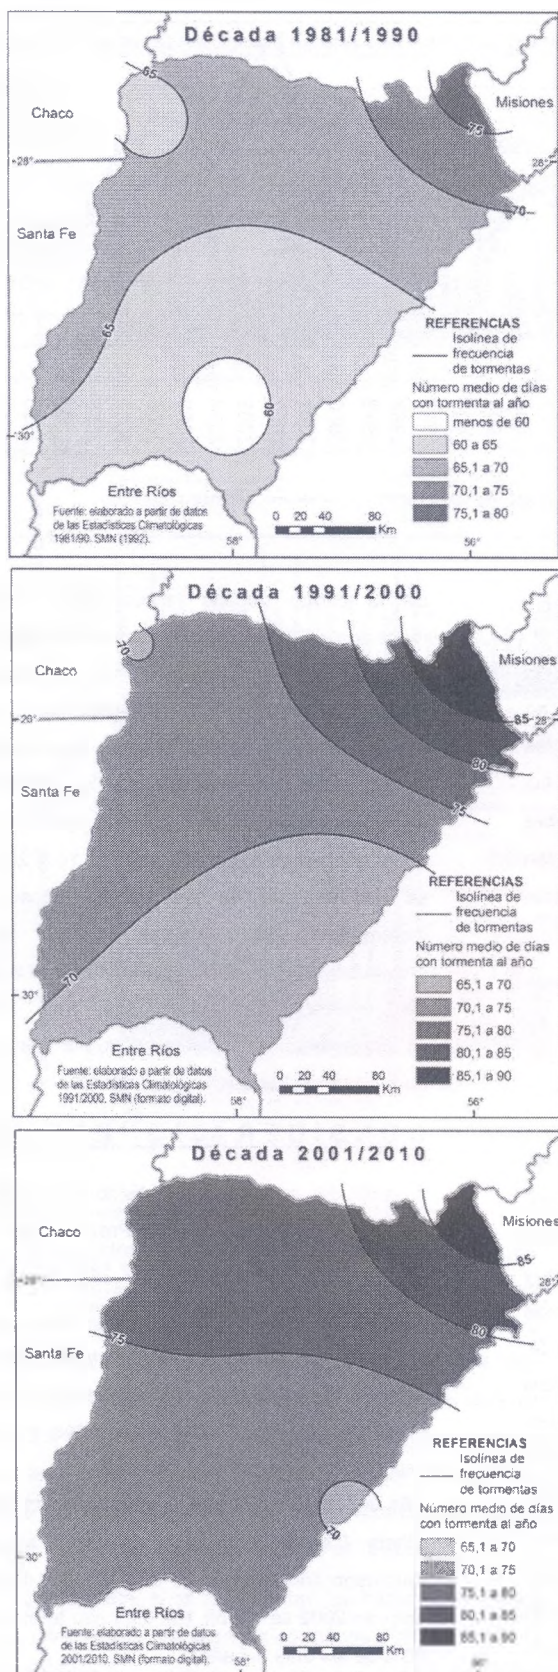 Década 1981/1990
65
Chaco
Misiones
75
28°
28°
70
Santa Fe
65
REFERENCIAS
Isolínea de
frecuencia
de tormentas
Número medio de días
con tormenta al año
menos de 60
60 a 65
65,1 a 70
70,1 a 75
75,1 a 80
60
30°
Entre Ríos
Fuente: elaborado a partir de datos
de las Estadísticas Climatológicas
1981/90. SMN (1992).
0 20 40 80
Km
58°
56°
Década 1991/2000
70
Chaco
Misiones
85
28°
28°
80
75
Santa Fe
REFERENCIAS
Isolínea de
frecuencia
de tormentas
Número medio de días
con tormenta al año
65,1 a 70
70,1 a 75
75,1 a 80
80,1 a 85
85,1 a 90
70
30°
Entre Ríos
Fuente: elaborado a partir de datos
de las Estadísticas Climatológicas
1991/2000. SMN (formato digital).
0 20 40 80
Km
58°
56°
Década 2001/2010
Chaco
Misiones
85
28°
28°
80
75
Santa Fe
REFERENCIAS
Isolínea de
frecuencia
de tormentas
Número medio de días
con tormenta al año
65,1 a 70
70,1 a 75
75,1 a 80
80,1 a 85
85,1 a 90
70
30°
Entre Ríos
Fuente: elaborado a partir de datos
de las Estadísticas Climatológicas
2001/2010. SMN (formato digital).
0 20 40 80
Km
58°